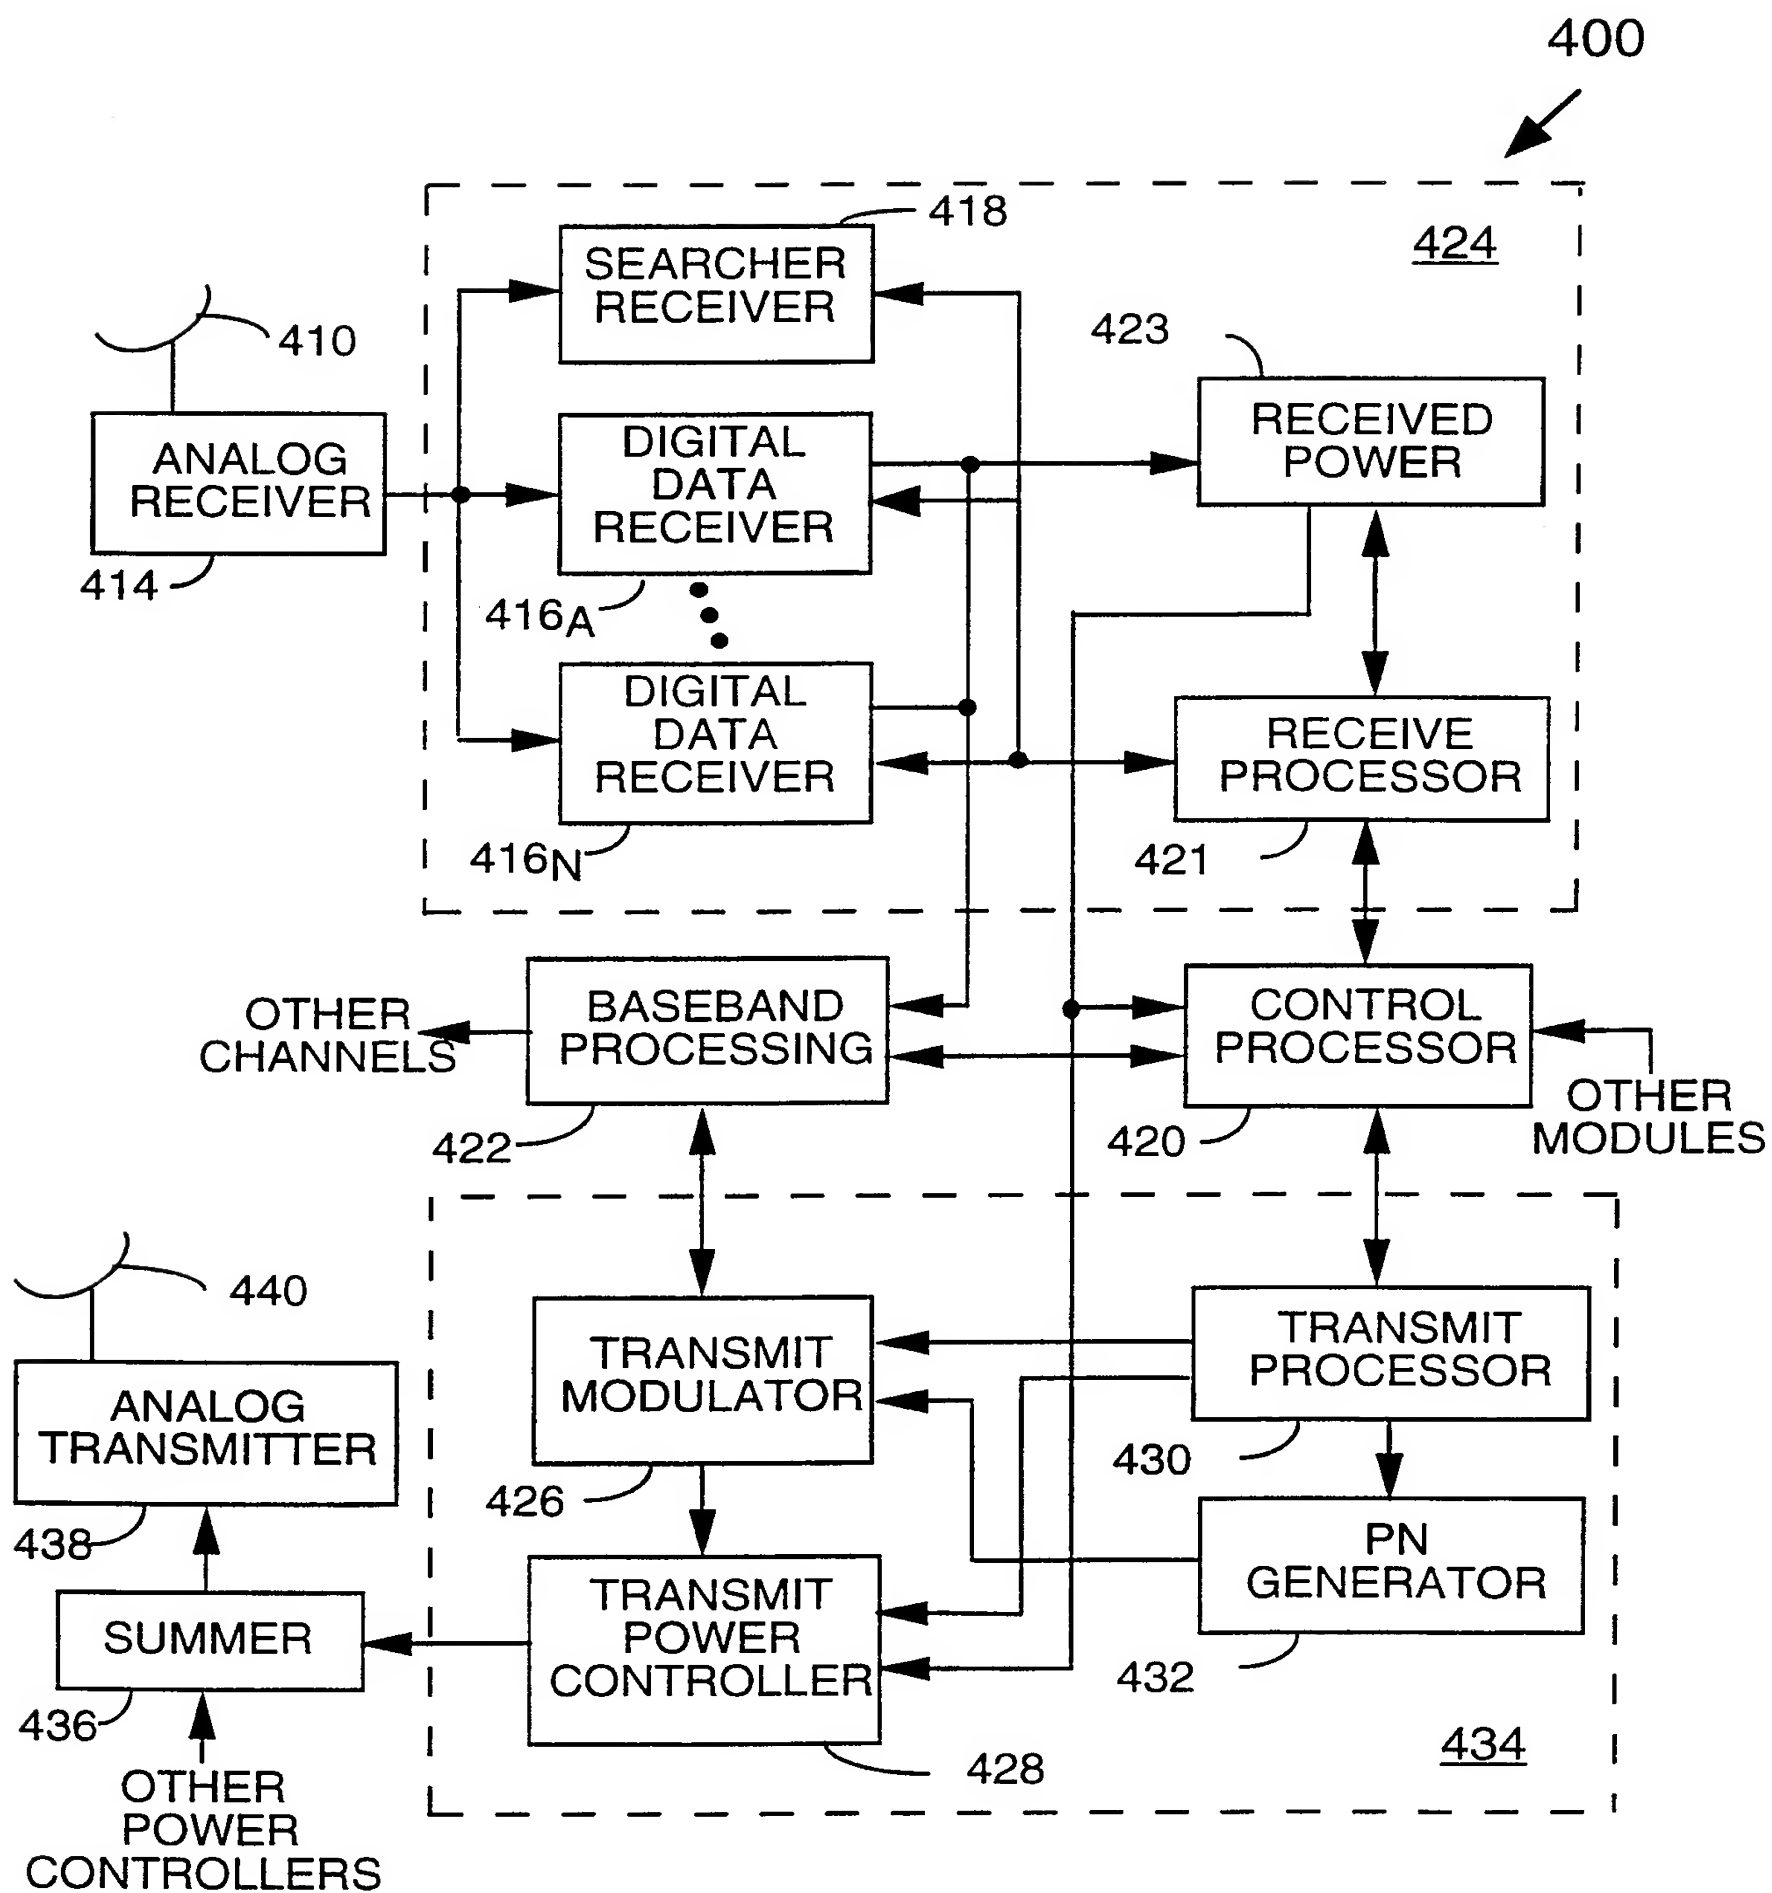 400
418
424
SEARCHER
RECEIVER
410
423
RECEIVED
POWER
ANALOG
RECEIVER
DIGITAL
DATA
RECEIVER
414
416A
DIGITAL
DATA
RECEIVER
RECEIVE
PROCESSOR
416N
421
BASEBAND
PROCESSING
CONTROL
PROCESSOR
OTHER
CHANNELS
OTHER
MODULES
422
420
440
TRANSMIT
MODULATOR
TRANSMIT
PROCESSOR
ANALOG
TRANSMITTER
426
430
438
PN
GENERATOR
SUMMER
TRANSMIT
POWER
CONTROLLER
432
436
428
434
OTHER
POWER
CONTROLLERS